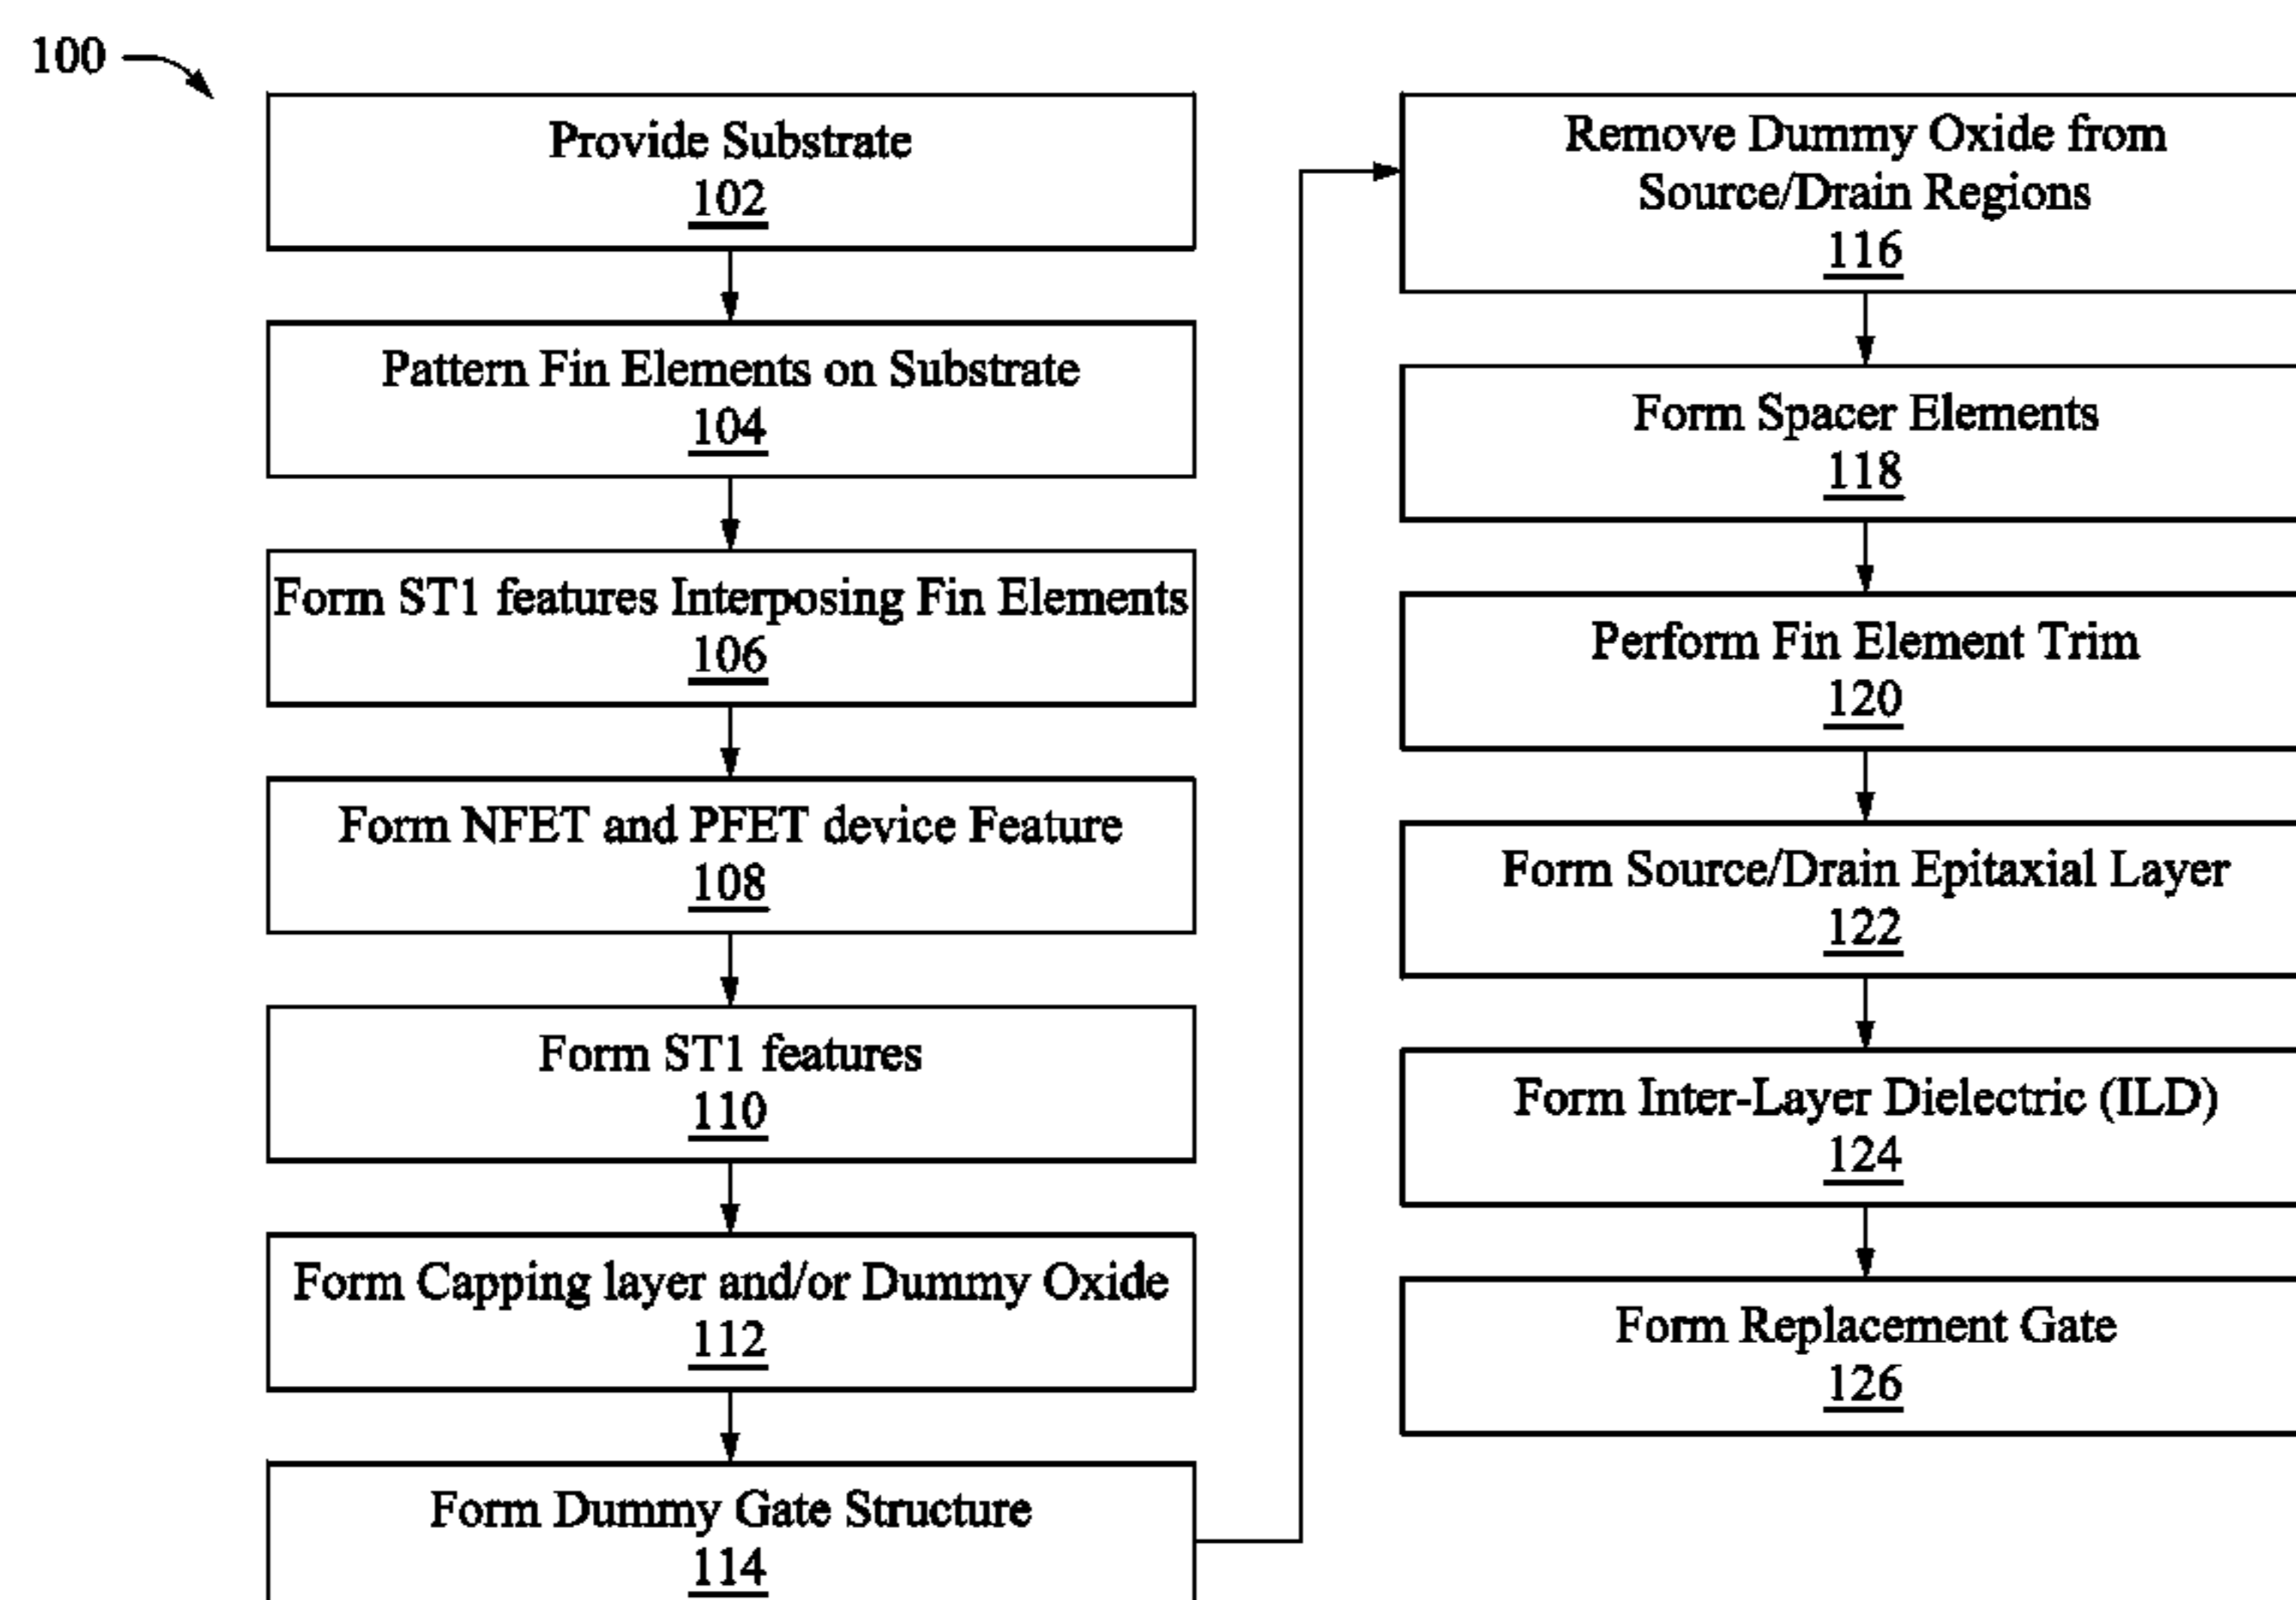 100
Provide Substrate
102
Pattern Fin Elements on Substrate
104
Form ST1 features Interposing Fin Elements
106
Form NFET and PFET device Feature
108
Form ST1 features
110
Form Capping layer and/or Dummy Oxide
112
Form Dummy Gate Structure
114
Remove Dummy Oxide from
Source/Drain Regions
116
Form Spacer Elements
118
Perform Fin Element Trim
120
Form Source/Drain Epitaxial Layer
122
Form Inter-Layer Dielectric (ILD)
124
Form Replacement Gate
126